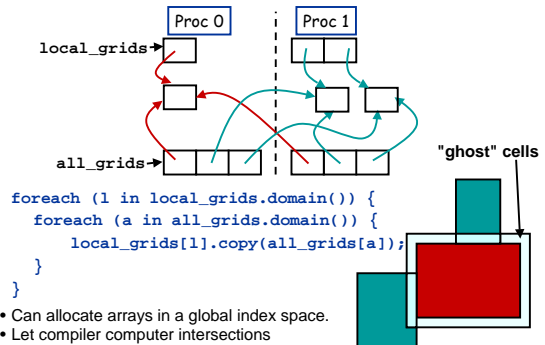 Proc 0
Proc 1
local_grids
all_grids
"ghost" cells
foreach (l in local_grids.domain()) {
foreach (a in all_grids.domain()) {
local_grids[l].copy(all_grids[a]);
}
}
• Can allocate arrays in a global index space.
• Let compiler computer intersections